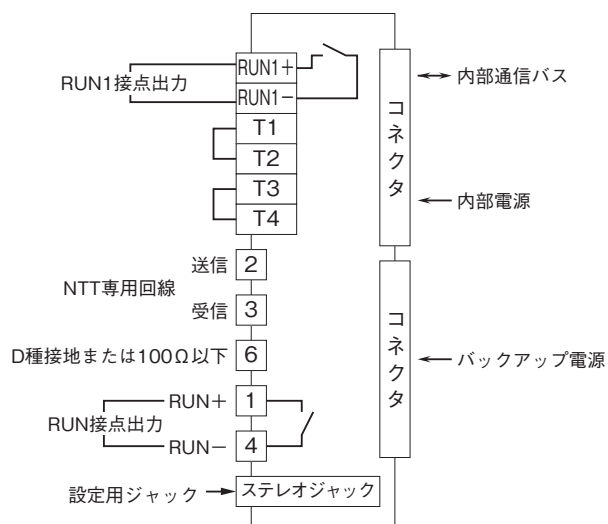 RUN1接点出力
RUN1+
RUN1−
T1
T2
T3
T4
NTT専用回線
送信
2
受信
3
D種接地または100Ω以下
6
RUN接点出力
RUN+
1
RUN−
4
設定用ジャック
ステレオジャック
コネクタ
内部通信バス
内部電源
コネクタ
バックアップ電源